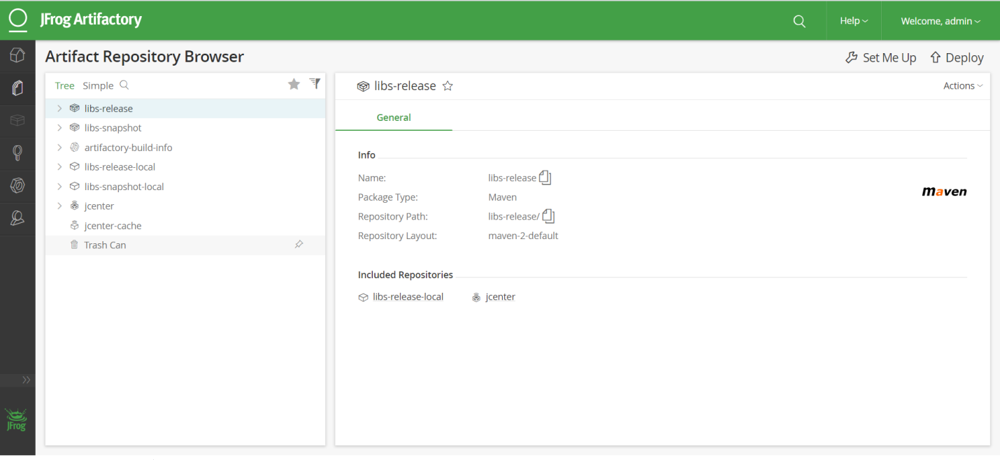 JFrog Artifactory
Help
Welcome, admin
Artifact Repository Browser
Set Me Up
Deploy
Tree Simple
libs-release
libs-snapshot
artifactory-build-info
libs-release-local
libs-snapshot-local
jcenter
jcenter-cache
Trash Can
libs-release
Actions
General
Info
Name: libs-release
Package Type: Maven
Repository Path: libs-release/
Repository Layout: maven-2-default
maven
Included Repositories
libs-release-local jcenter
JFrog